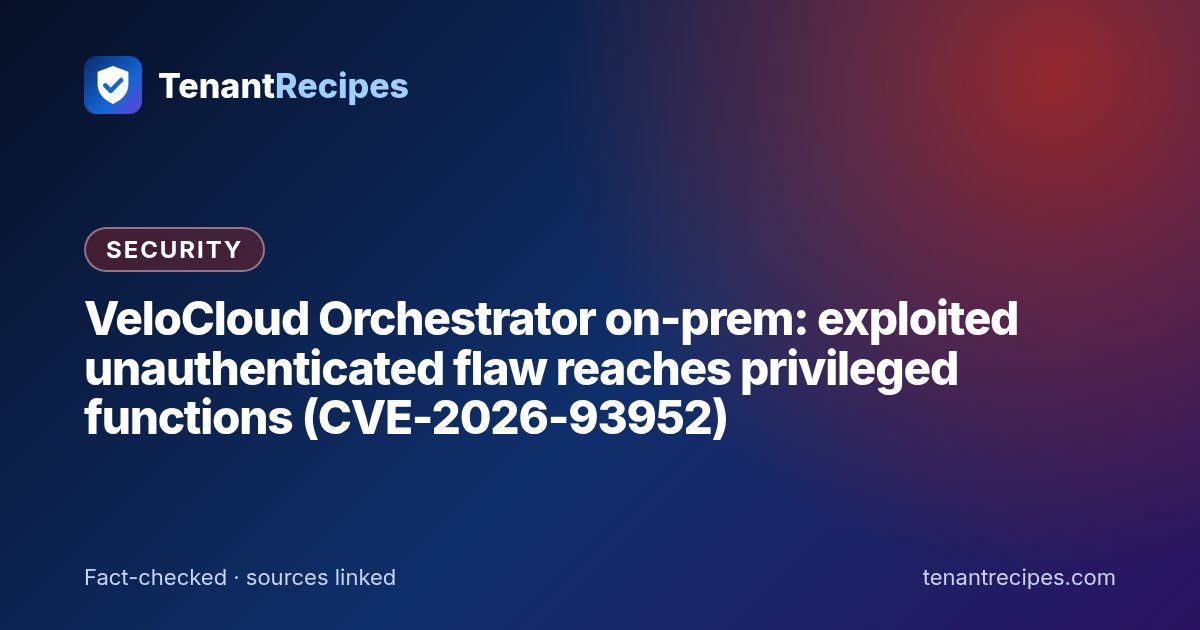 TenantRecipes
SECURITY
VeloCloud Orchestrator on-prem: exploited
unauthenticated flaw reaches privileged
functions (CVE-2026-93952)
Fact-checked · sources linked
tenantrecipes.com